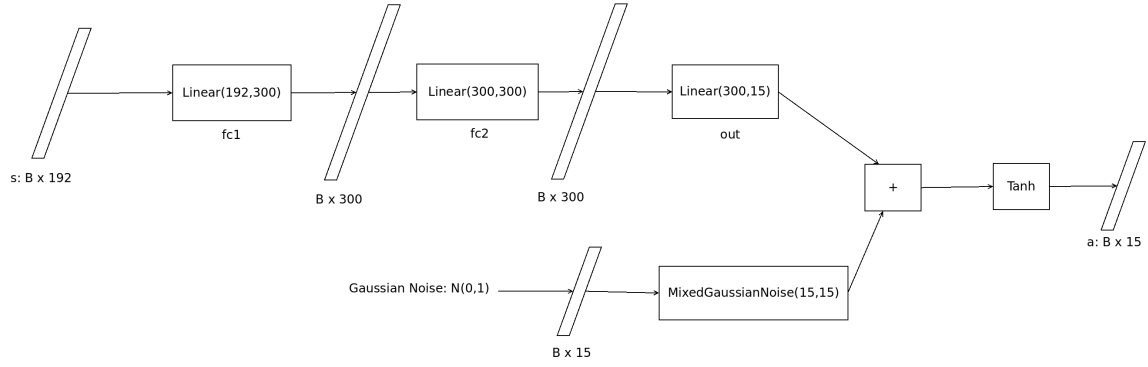 Linear(192,300)
Linear(300,300)
Linear(300,15)
fc1
fc2
out
s: B x 192
B x 300
B x 300
+
Tanh
a: B x 15
Gaussian Noise: N(0,1)
MixedGaussianNoise(15,15)
B x 15